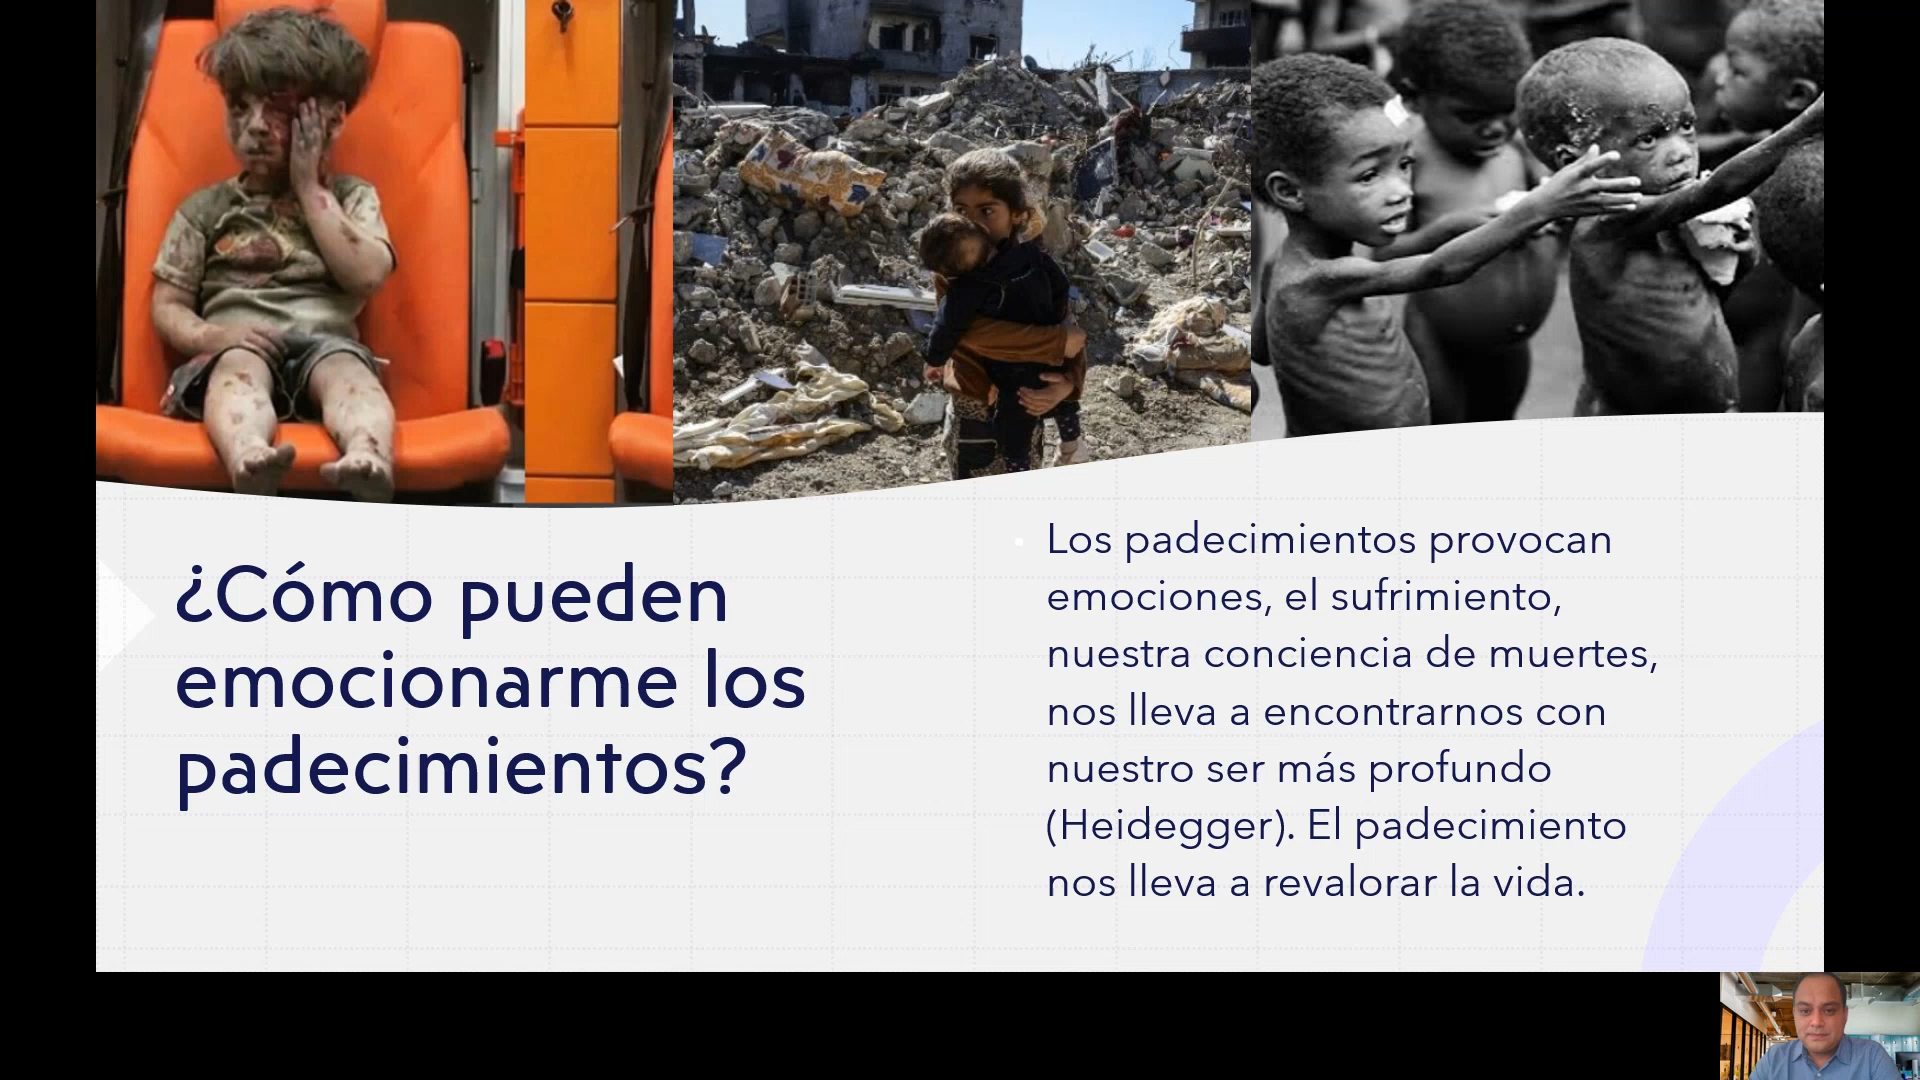 ¿Cómo pueden
emocionarme los
padecimientos?
Los padecimientos provocan
emociones, el sufrimiento,
nuestra conciencia de muertes,
nos lleva a encontrarnos con
nuestro ser más profundo
(Heidegger). El padecimiento
nos lleva a revalorar la vida.